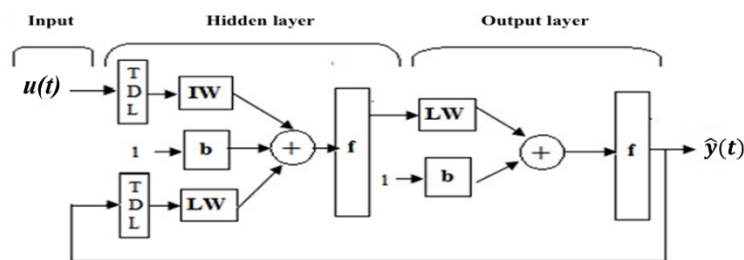 Input
Hidden layer
Output layer
u(t)
T
D
L
IW
1
b
+
f
T
D
L
LW
LW
1
b
+
f
ŷ(t)